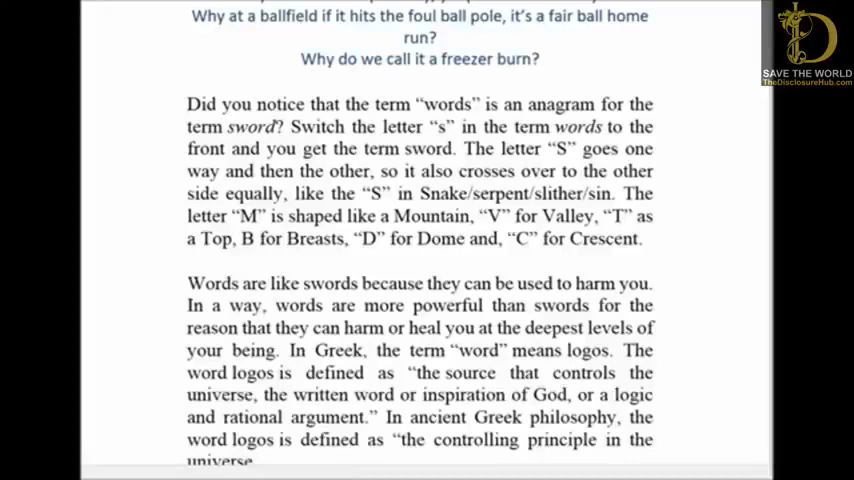 Why at a ballfield if it hits the foul ball pole, it's a fair ball home
run?
Why do we call it a freezer burn?
Did you notice that the term “words” is an anagram for the
term sword? Switch the letter “s” in the term words to the
front and you get the term sword. The letter “S” goes one
way and then the other, so it also crosses over to the other
side equally, like the “S” in Snake/serpent/slither/sin. The
letter “M” is shaped like a Mountain, “V” for Valley, “T” as
a Top, B for Breasts, “D” for Dome and, “C” for Crescent.
Words are like swords because they can be used to harm you.
In a way, words are more powerful than swords for the
reason that they can harm or heal you at the deepest levels of
your being. In Greek, the term “word” means logos. The
word logos is defined as “the source that controls the
universe, the written word or inspiration of God, or a logic
and rational argument.” In ancient Greek philosophy, the
word logos is defined as “the controlling principle in the
universe
D
SAVE THE WORLD
TheDisclosureHub.com